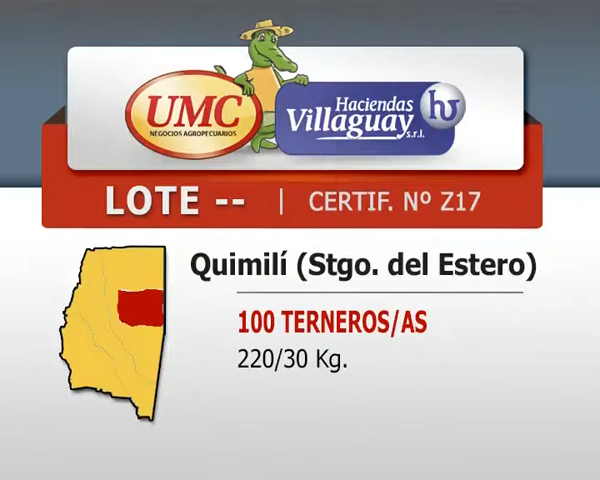 UMC
NEGOCIOS AGROPECUARIOS
Haciendas
Villaguay
s.r.l.
hv
LOTE -- | CERTIF. Nº Z17
Quimilí (Stgo. del Estero)
100 TERNEROS/AS
220/30 Kg.